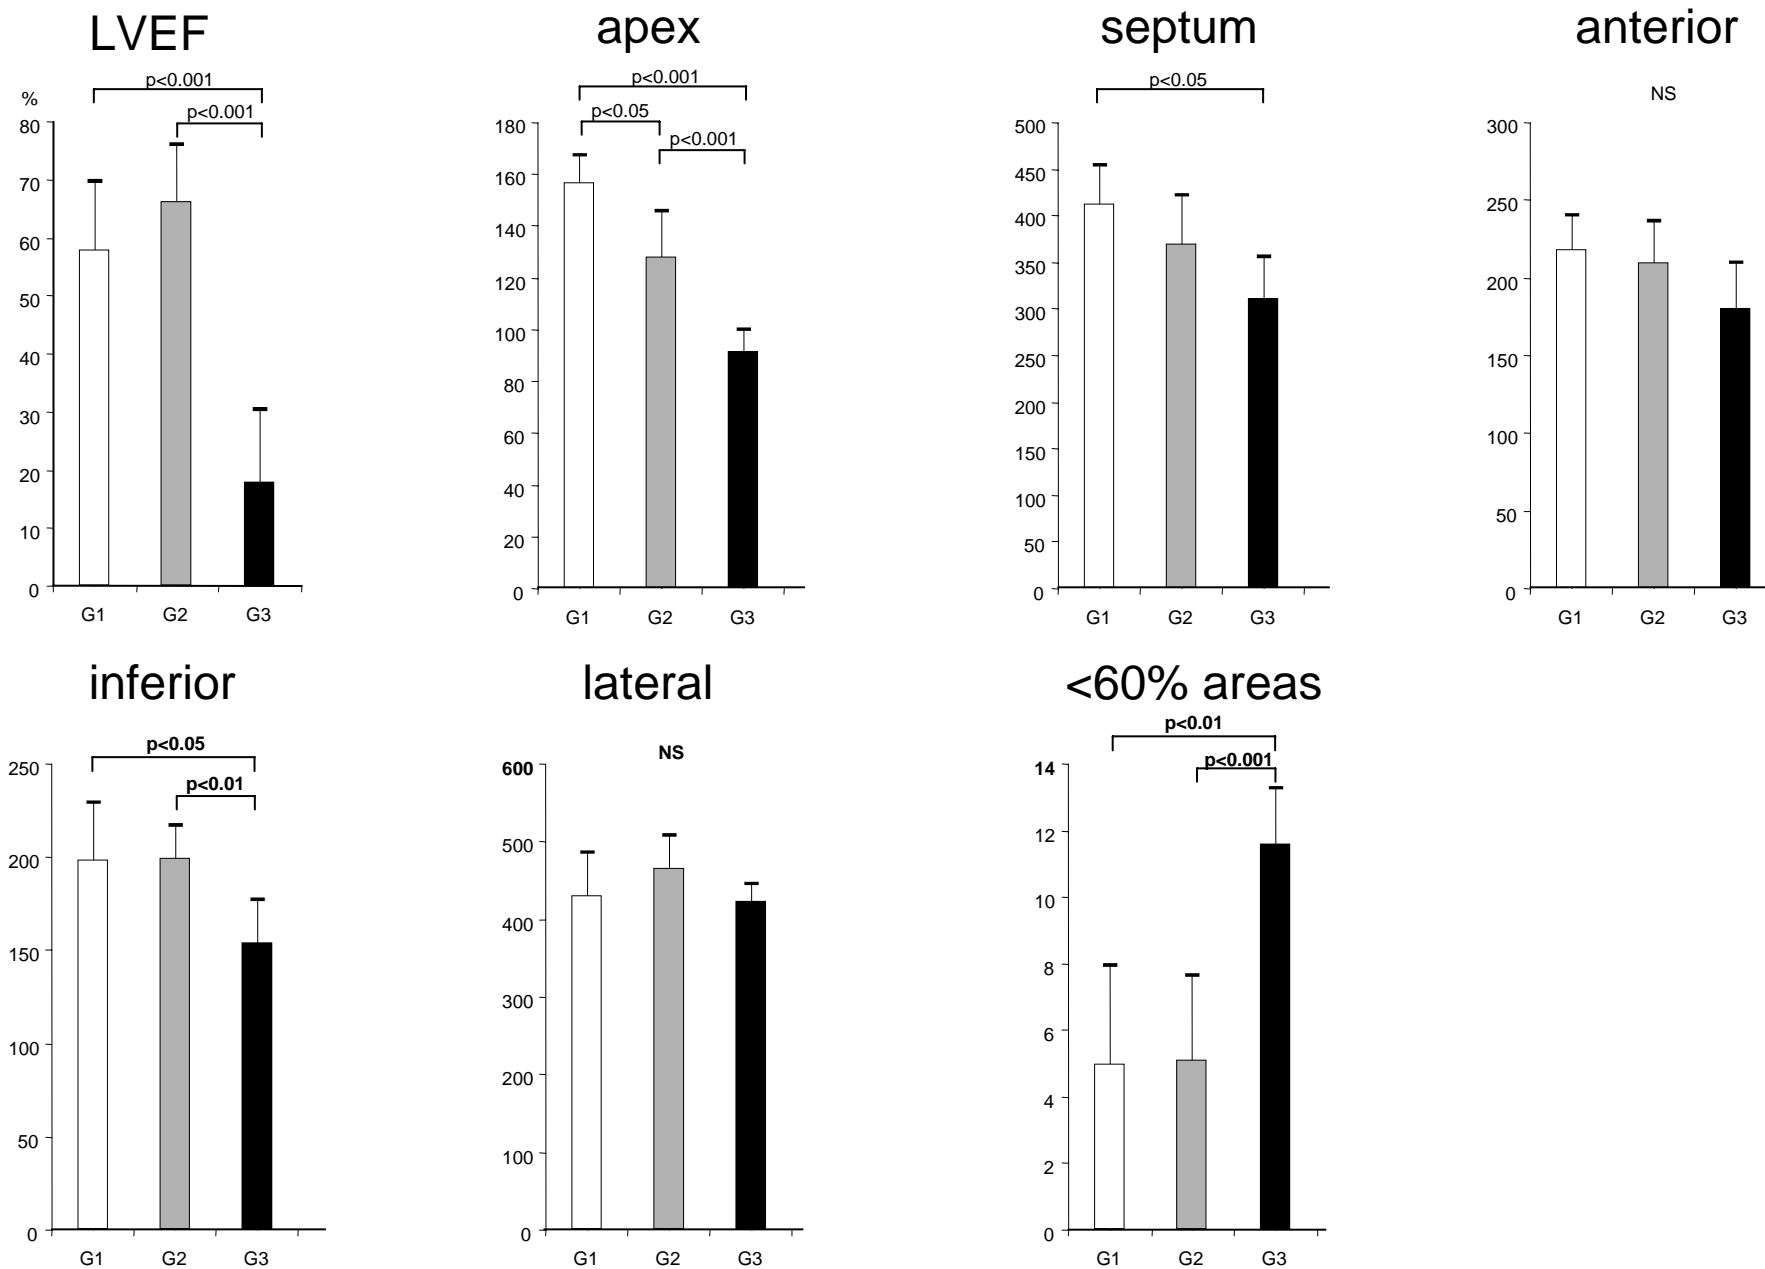 LVEF
p<0.001
%
p<0.001
80
70
60
50
40
30
20
10
0
G1 G2 G3
apex
p<0.001
p<0.05
p<0.001
180
160
140
120
100
80
60
40
20
0
G1 G2 G3
septum
p<0.05
500
450
400
350
300
250
200
150
100
50
0
G1 G2 G3
anterior
NS
300
250
200
150
100
50
0
G1 G2 G3
inferior
p<0.05
p<0.01
250
200
150
100
50
0
G1 G2 G3
lateral
NS
600
500
400
300
200
100
0
G1 G2 G3
<60% areas
p<0.01
p<0.001
14
12
10
8
6
4
2
0
G1 G2 G3